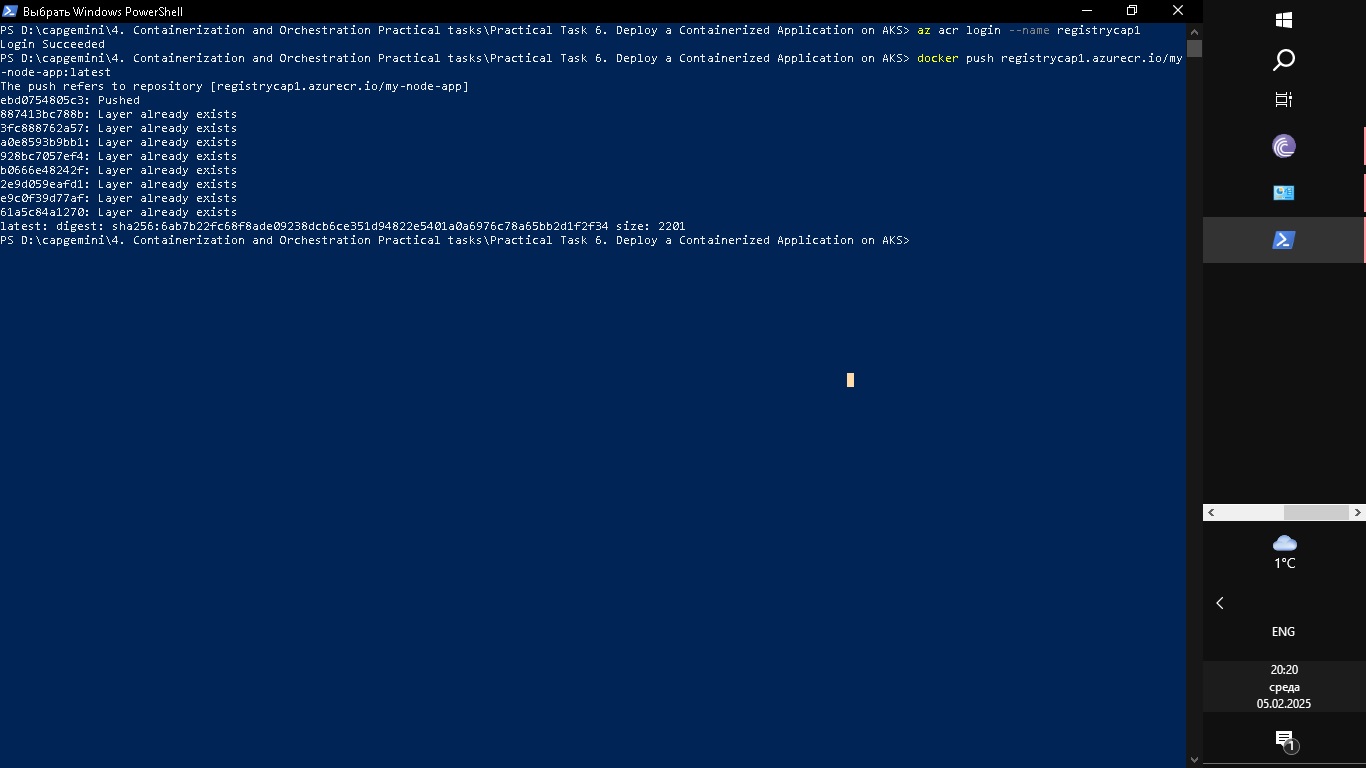 Выбрать Windows PowerShell
PS D:\capgemini\4. Containerization and Orchestration Practical tasks\Practical Task 6. Deploy a Containerized Application on AKS> az acr login --name registrycap1
Login Succeeded
PS D:\capgemini\4. Containerization and Orchestration Practical tasks\Practical Task 6. Deploy a Containerized Application on AKS> docker push registrycap1.azurecr.io/my
-node-app:latest
The push refers to repository [registrycap1.azurecr.io/my-node-app]
ebd0754805c3: Pushed
887413bc788b: Layer already exists
3fc888762a57: Layer already exists
a0e8593b9bb1: Layer already exists
928bc7057ef4: Layer already exists
b0666e48242f: Layer already exists
2e9d059eafd1: Layer already exists
e9c0f39d77af: Layer already exists
61a5c84a1270: Layer already exists
latest: digest: sha256:6ab7b22fc68f8ade09238dcb6ce351d94822e5401a0a6976c78a65bb2d1f2f34 size: 2201
PS D:\capgemini\4. Containerization and Orchestration Practical tasks\Practical Task 6. Deploy a Containerized Application on AKS>
1°C
ENG
20:20
среда
05.02.2025
1